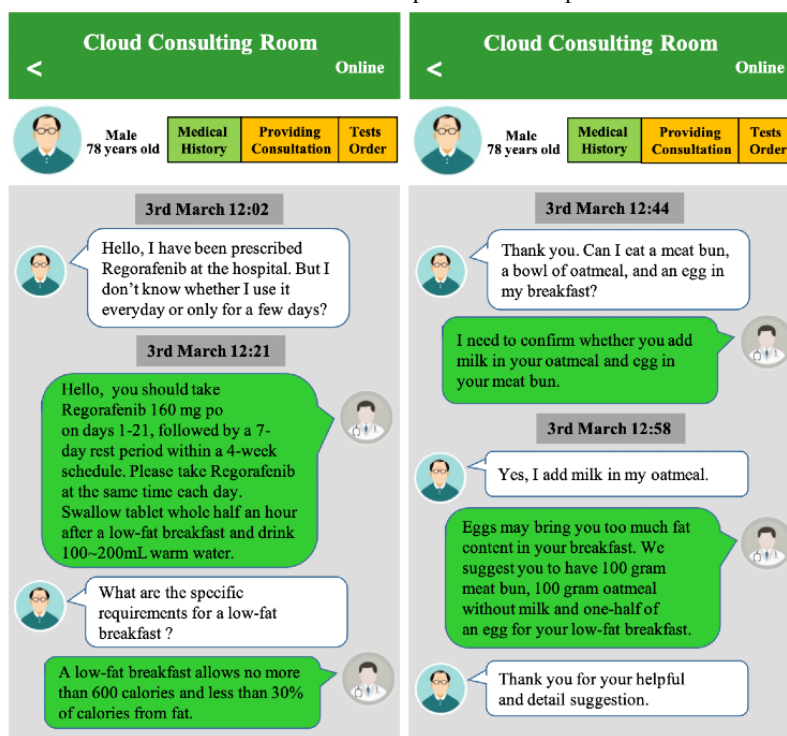 Cloud Consulting Room
<
Online
Male
78 years old
Medical
History
Providing
Consultation
Tests
Order
3rd March 12:02
Hello, I have been prescribed
Regorafenib at the hospital. But I
don't know whether I use it
everyday or only for a few days?
3rd March 12:21
Hello, you should take
Regorafenib 160 mg po
on days 1-21, followed by a 7-
day rest period within a 4-week
schedule. Please take Regorafenib
at the same time each day.
Swallow tablet whole half an hour
after a low-fat breakfast and drink
100~200mL warm water.
What are the specific
requirements for a low-fat
breakfast ?
A low-fat breakfast allows no more
than 600 calories and less than 30%
of calories from fat.
Cloud Consulting Room
<
Online
Male
78 years old
Medical
History
Providing
Consultation
Tests
Order
3rd March 12:44
Thank you. Can I eat a meat bun,
a bowl of oatmeal, and an egg in
my breakfast?
I need to confirm whether you add
milk in your oatmeal and egg in
your meat bun.
3rd March 12:58
Yes, I add milk in my oatmeal.
Eggs may bring you too much fat
content in your breakfast. We
suggest you to have 100 gram
meat bun, 100 gram oatmeal
without milk and one-half of
an egg for your low-fat breakfast.
Thank you for your helpful
and detail suggestion.